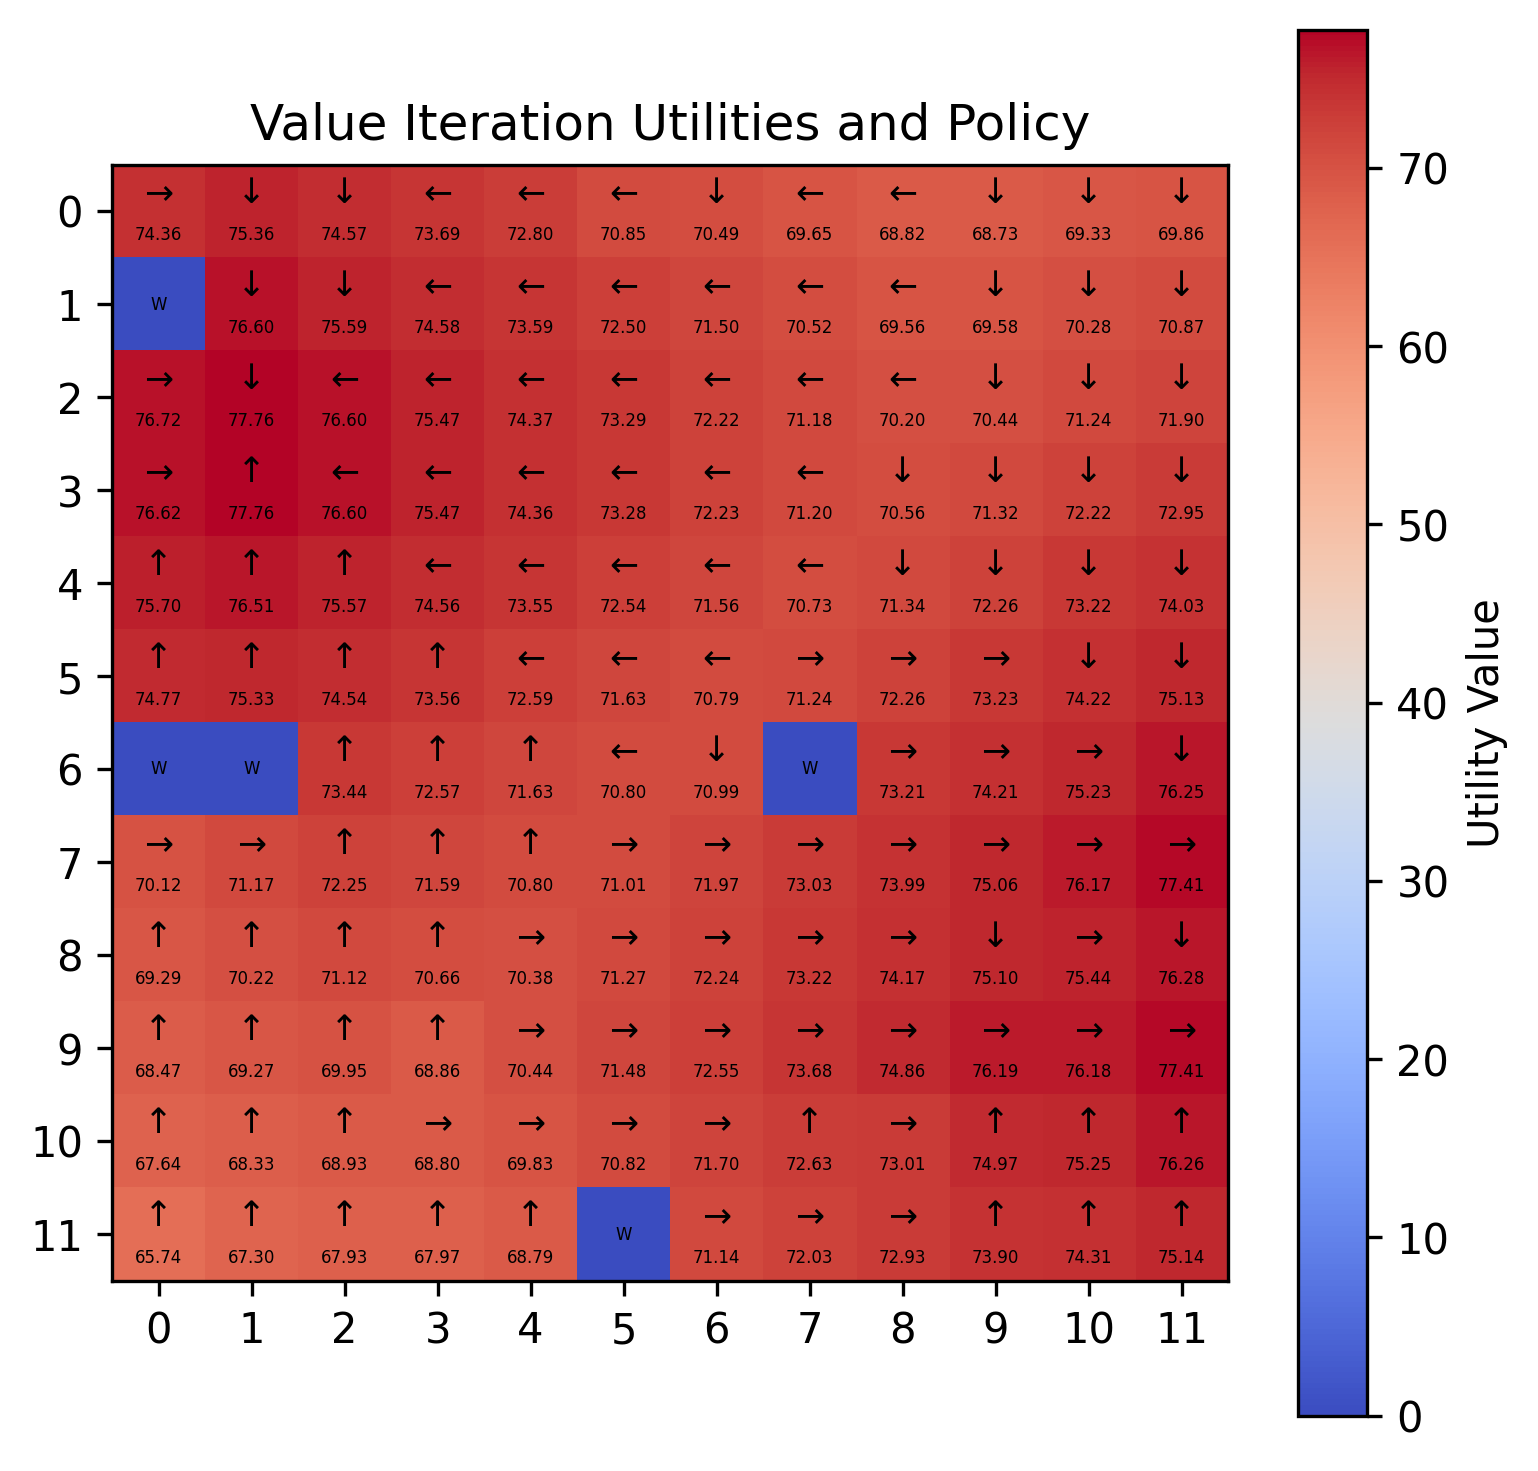 Value Iteration Utilities and Policy
0 → ↓ ↓ ← ← ← ↓ ← ← ↓ ↓ ↓ 70
74.36 75.36 74.57 73.69 72.80 70.85 70.49 69.65 68.82 68.73 69.33 69.86
1 W ↓ ↓ ← ← ← ← ← ← ↓ ↓ ↓
76.60 75.59 74.58 73.59 72.50 71.50 70.52 69.56 69.58 70.28 70.87
60
2 → ↓ ← ← ← ← ← ← ← ↓ ↓ ↓
76.72 77.76 76.60 75.47 74.37 73.29 72.22 71.18 70.20 70.44 71.24 71.90
3 → ↑ ← ← ← ← ← ← ↓ ↓ ↓ ↓
76.62 77.76 76.60 75.47 74.36 73.28 72.23 71.20 70.56 71.32 72.22 72.95
50
4 ↑ ↑ ↑ ← ← ← ← ← ↓ ↓ ↓ ↓
75.70 76.51 75.57 74.56 73.55 72.54 71.56 70.73 71.34 72.26 73.22 74.03
5 ↑ ↑ ↑ ↑ ← ← ← → → → ↓ ↓
74.77 75.33 74.54 73.56 72.59 71.63 70.79 71.24 72.26 73.23 74.22 75.13
40
Utility Value
6 W W ↑ ↑ ↑ ← ↓ W → → → ↓
73.44 72.57 71.63 70.80 70.99 73.21 74.21 75.23 76.25
7 → → ↑ ↑ ↑ → → → → → → →
70.12 71.17 72.25 71.59 70.80 71.01 71.97 73.03 73.99 75.06 76.17 77.41
30
8 ↑ ↑ ↑ ↑ → → → → → ↓ → ↓
69.29 70.22 71.12 70.66 70.38 71.27 72.24 73.22 74.17 75.10 75.44 76.28
9 ↑ ↑ ↑ ↑ → → → → → → → →
68.47 69.27 69.95 68.86 70.44 71.48 72.55 73.68 74.86 76.19 76.18 77.41
20
10 ↑ ↑ ↑ → → → → ↑ → ↑ ↑ ↑
67.64 68.33 68.93 68.80 69.83 70.82 71.70 72.63 73.01 74.97 75.25 76.26
11 ↑ ↑ ↑ ↑ ↑ W → → → ↑ ↑ ↑
65.74 67.30 67.93 67.97 68.79 71.14 72.03 72.93 73.90 74.31 75.14
10
0 1 2 3 4 5 6 7 8 9 10 11
0